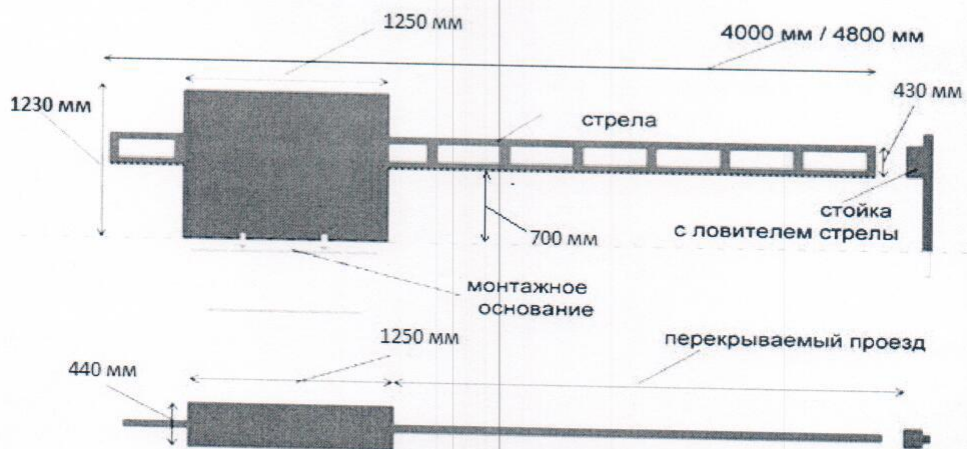 1250 мм
4000 мм / 4800 мм
1230 мм
430 мм
стрела
стойка
с ловителем стрелы
700 мм
монтажное
основание
1250 мм
перекрываемый проезд
440 мм